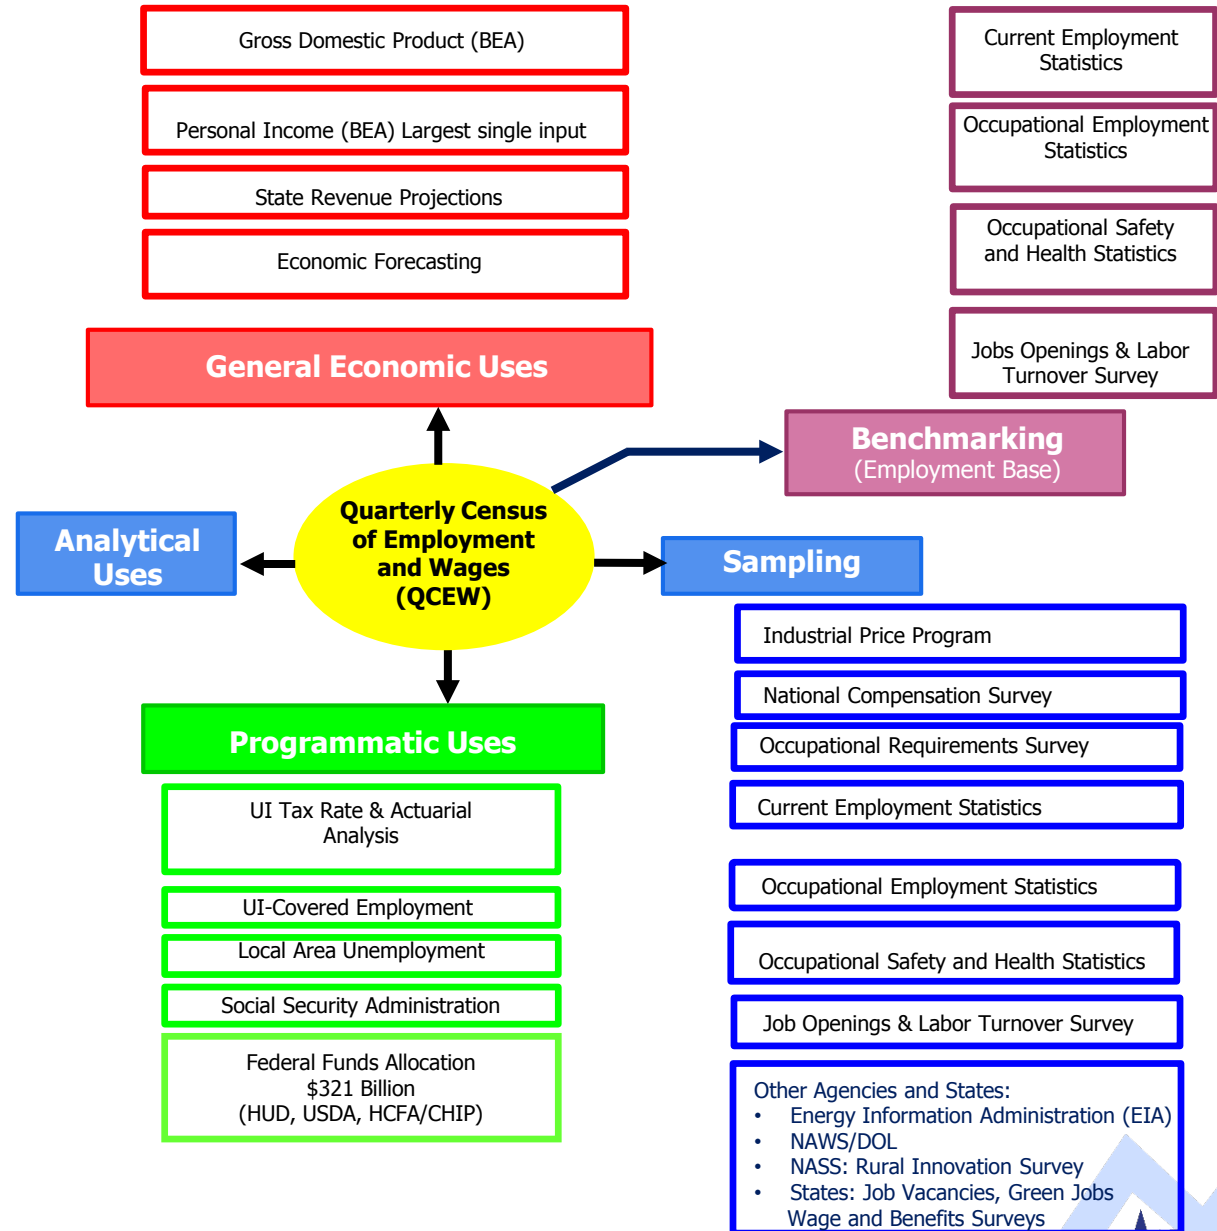 Gross Domestic Product (BEA)
Personal Income (BEA) Largest single input
State Revenue Projections
Economic Forecasting
General Economic Uses
Current Employment
Statistics
Occupational Employment
Statistics
Occupational Safety
and Health Statistics
Jobs Openings & Labor
Turnover Survey
Benchmarking
(Employment Base)
Analytical
Uses
Quarterly Census
of Employment
and Wages
(QCEW)
Sampling
Programmatic Uses
UI Tax Rate & Actuarial
Analysis
UI-Covered Employment
Local Area Unemployment
Social Security Administration
Federal Funds Allocation
$321 Billion
(HUD, USDA, HCFA/CHIP)
Industrial Price Program
National Compensation Survey
Occupational Requirements Survey
Current Employment Statistics
Occupational Employment Statistics
Occupational Safety and Health Statistics
Job Openings & Labor Turnover Survey
Other Agencies and States:
• Energy Information Administration (EIA)
• NAWS/DOL
• NASS: Rural Innovation Survey
• States: Job Vacancies, Green Jobs
Wage and Benefits Surveys